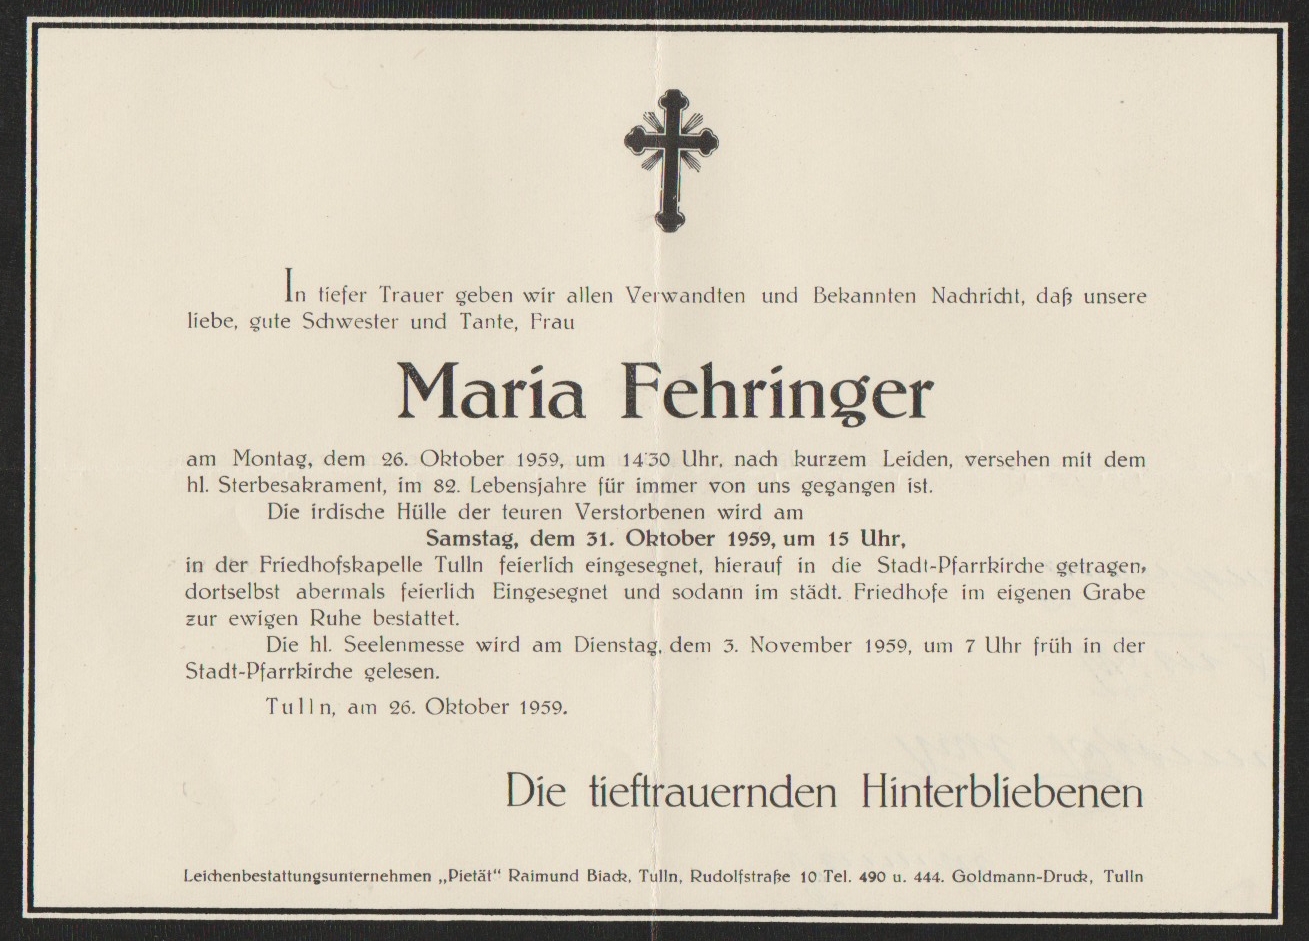 In tiefer Trauer geben wir allen Verwandten und Bekannten Nachricht, daß unsere
liebe, gute Schwester und Tante, Frau
Maria Fehringer
am Montag, dem 26. Oktober 1959, um 14'30 Uhr, nach kurzem Leiden, versehen mit dem
hl. Sterbesakrament, im 82. Lebensjahre für immer von uns gegangen ist.
Die irdische Hülle der teuren Verstorbenen wird am
Samstag, dem 31. Oktober 1959, um 15 Uhr,
in der Friedhofskapelle Tulln feierlich eingesegnet, hierauf in die Stadt-Pfarrkirche getragen,
dortselbst abermals feierlich Eingesegnet und sodann im städt. Friedhofe im eigenen Grabe
zur ewigen Ruhe bestattet.
Die hl. Seelenmesse wird am Dienstag, dem 3. November 1959, um 7 Uhr früh in der
Stadt-Pfarrkirche gelesen.
Tulln, am 26. Oktober 1959.
Die tieftrauernden Hinterbliebenen
Leichenbestattungsunternehmen „Pietät“ Raimund Biack, Tulln, Rudolfstraße 10 Tel. 490 u. 444. Goldmann-Druck, Tulln